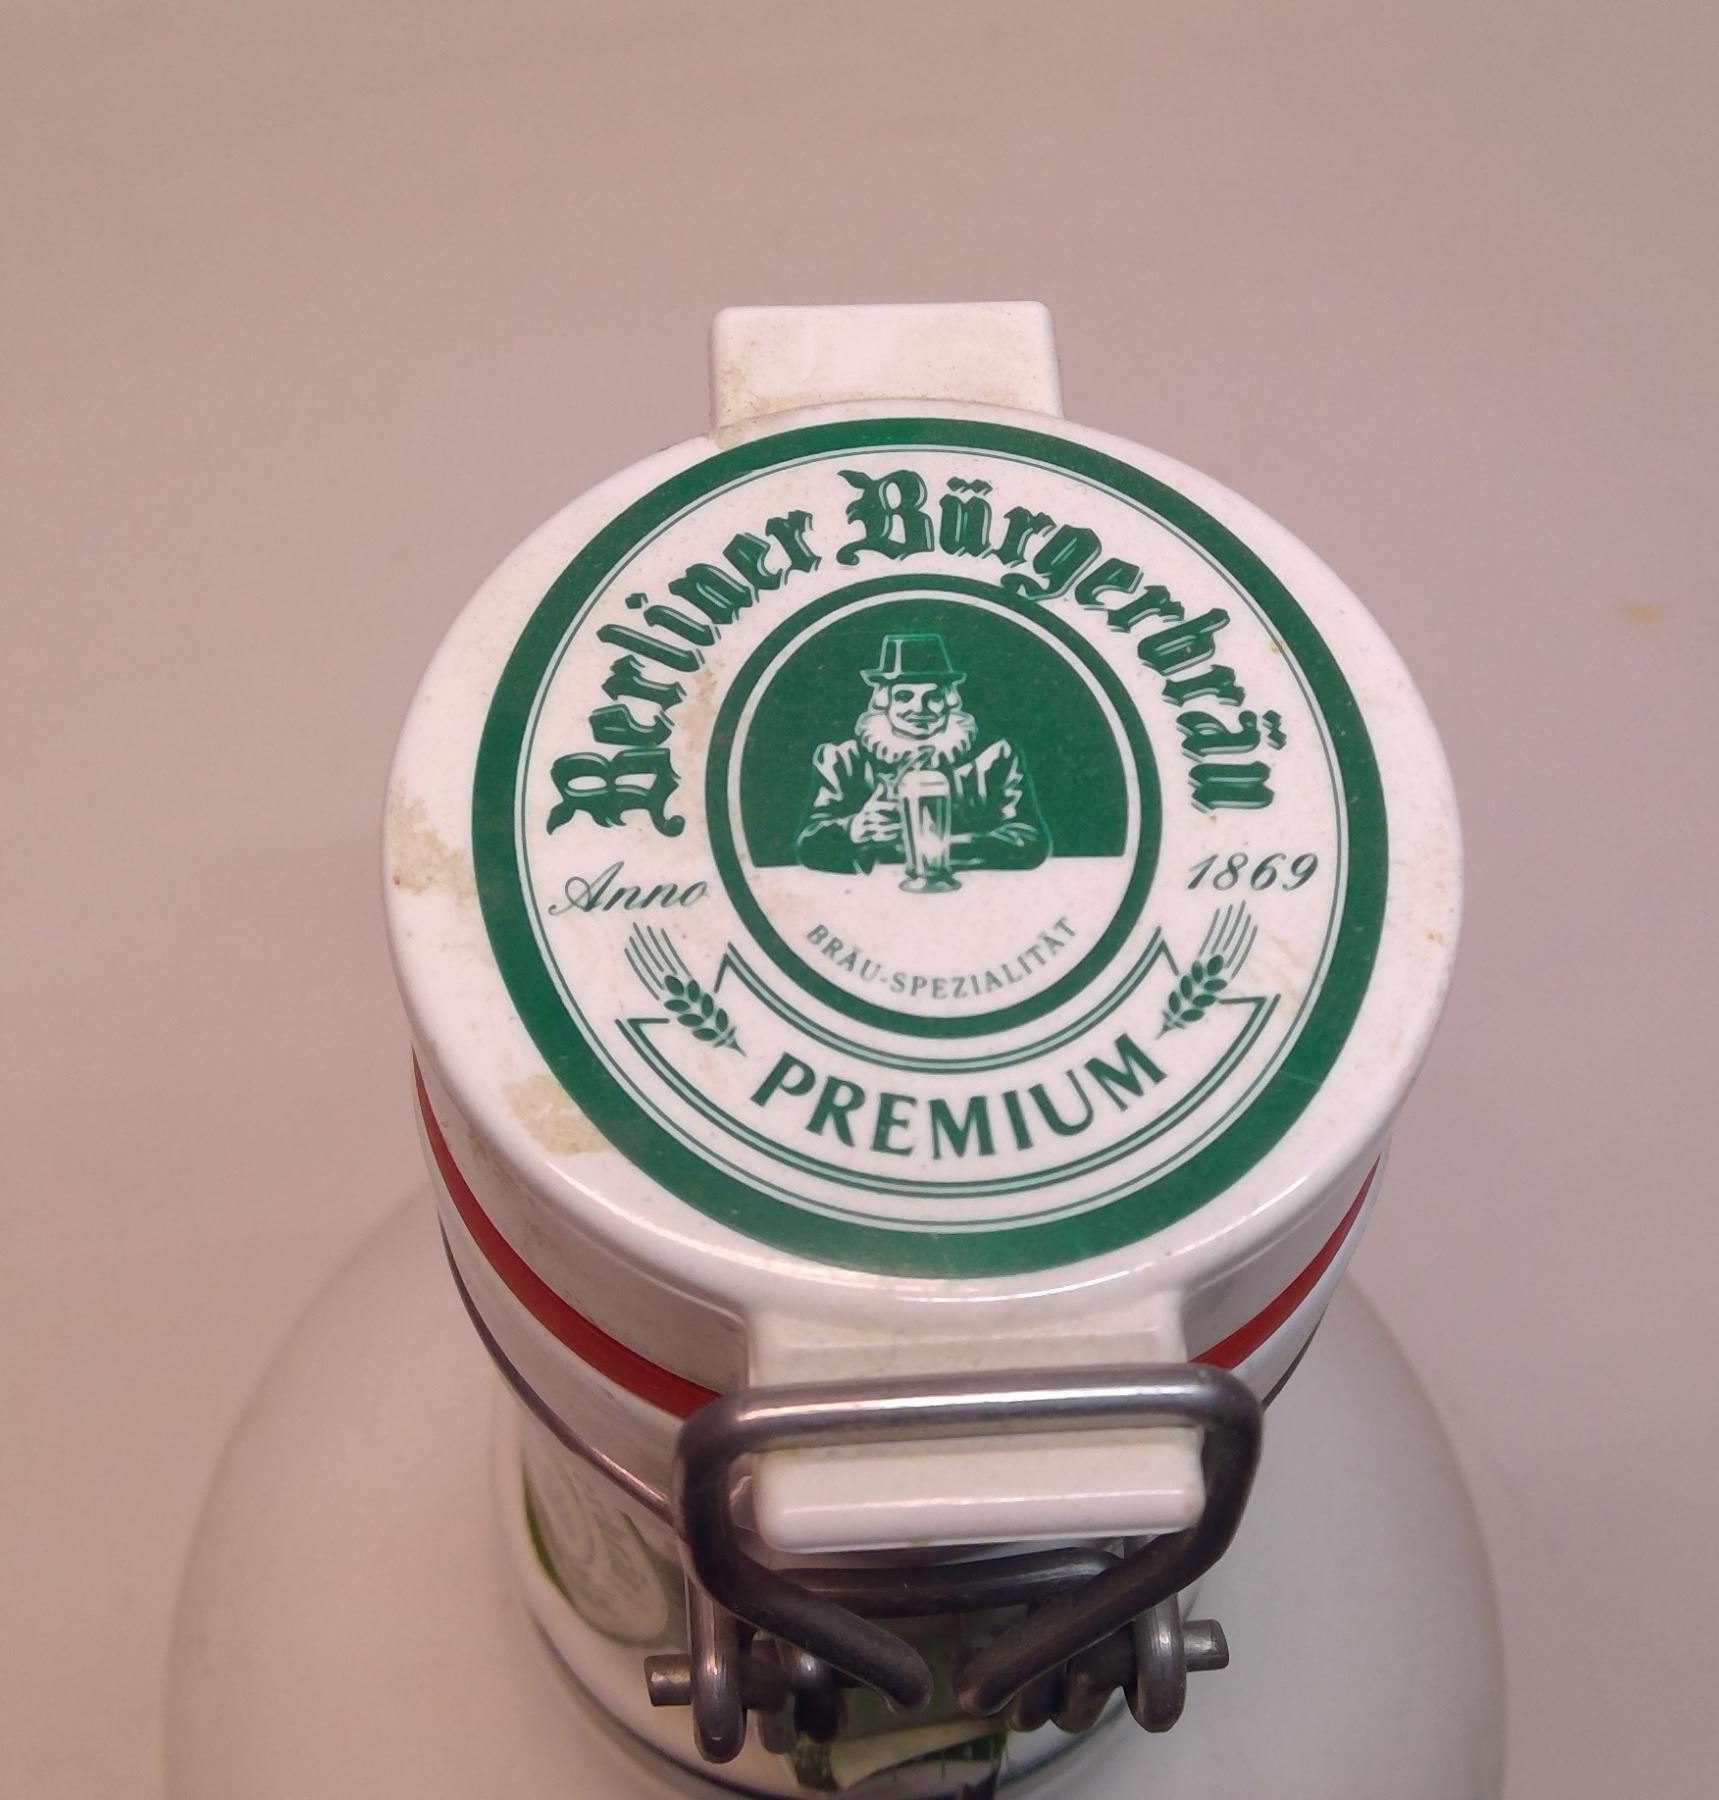 Berliner Bürgerbräu
Anno 1869
BRÄU-SPEZIALITÄT
PREMIUM